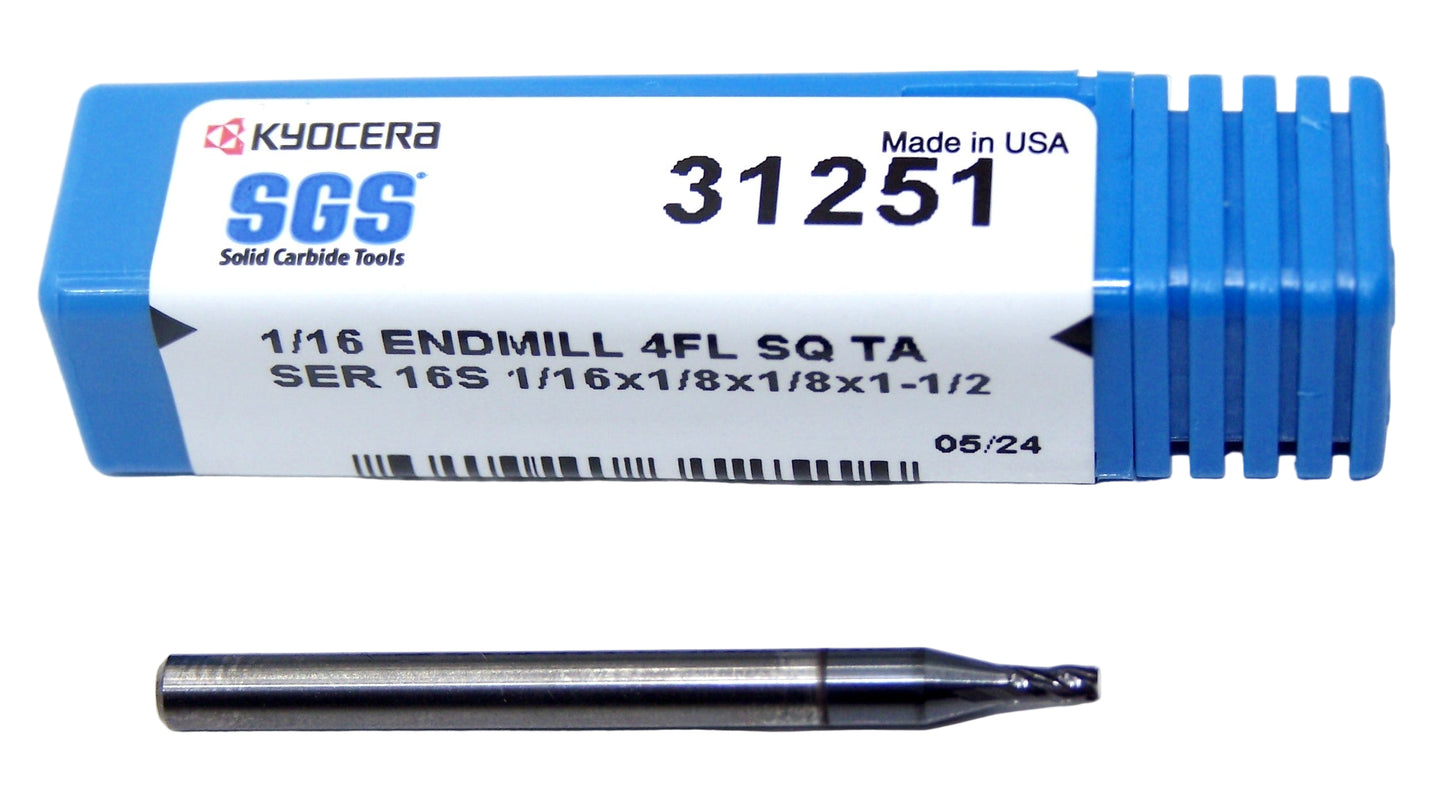 KYOCERA
Made in USA
SGS
31251
Solid Carbide Tools
1/16 ENDMILL 4FL SQ TA
SER 16S 1/16x1/8x1/8x1-1/2
05/24